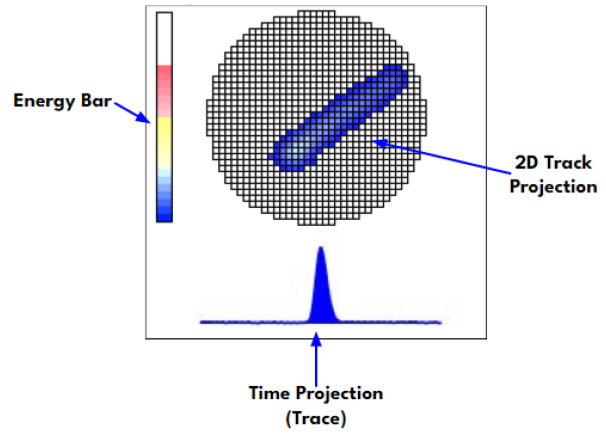 Energy Bar
2D Track
Projection
Time Projection
(Trace)